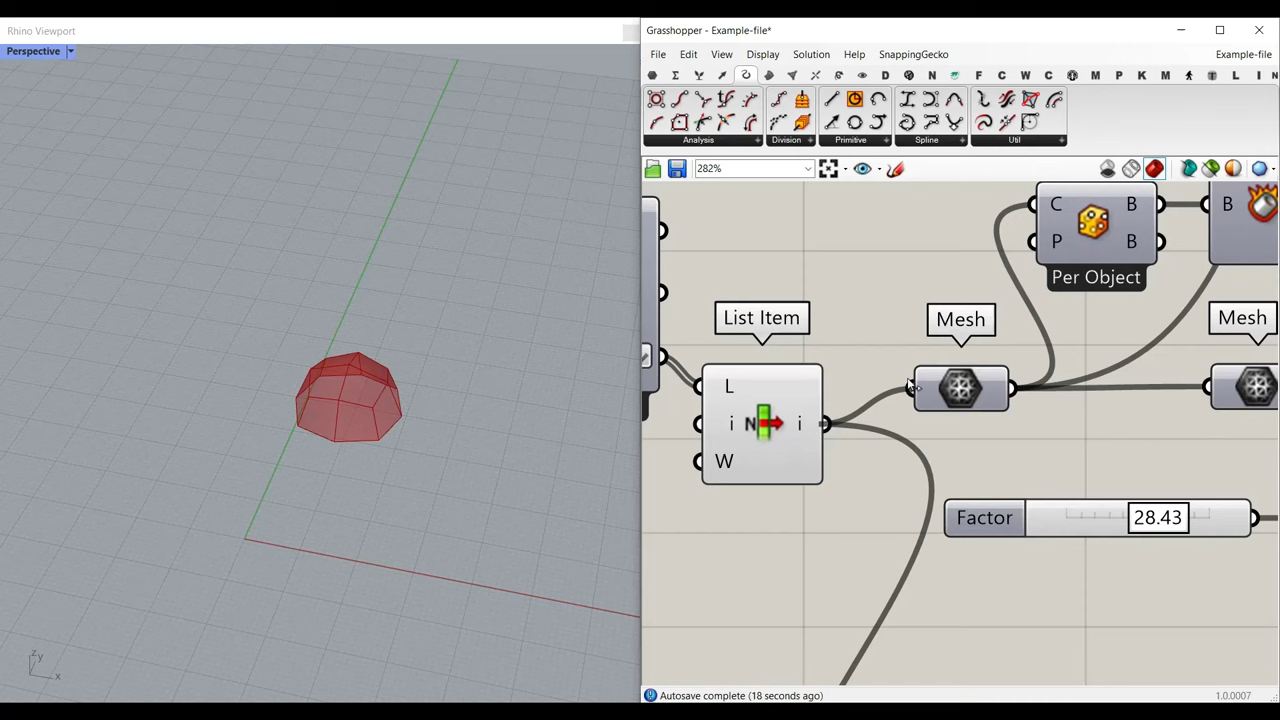 Rhino Viewport
Perspective
z y
x
Grasshopper - Example-file*
File Edit View Display Solution Help SnappingGecko Example-file
D N F C W C M P K M L I N
Analysis + Division + Primitive + Spline + Util +
282%
C B B
P B
Per Object
List Item Mesh Mesh
L
i N i
W
Factor 28.43
Autosave complete (18 seconds ago) 1.0.0007